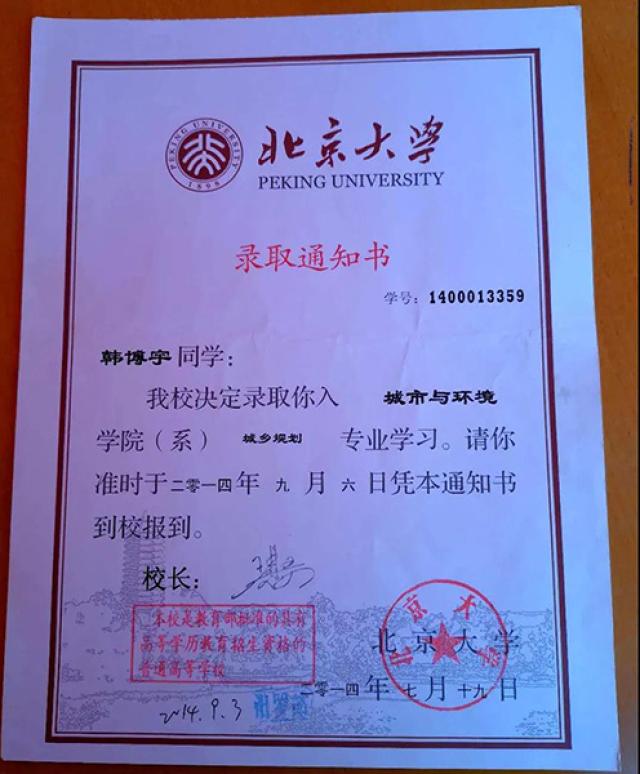 PEKING UNIVERSITY
1898
北京大学
PEKING UNIVERSITY
录取通知书
学号：1400013359
韩博宇同学：
我校决定录取你入 城市与环境
学院（系） 城乡规划 专业学习。请你
准时于二〇一四年 九 月 六 日凭本通知书
到校报到。
校长：
本校是教育部批准的具有
高等学历教育招生资格的
普通高等学校
北京大学
北京大学
二〇一四年七月十九日
2014.9.3